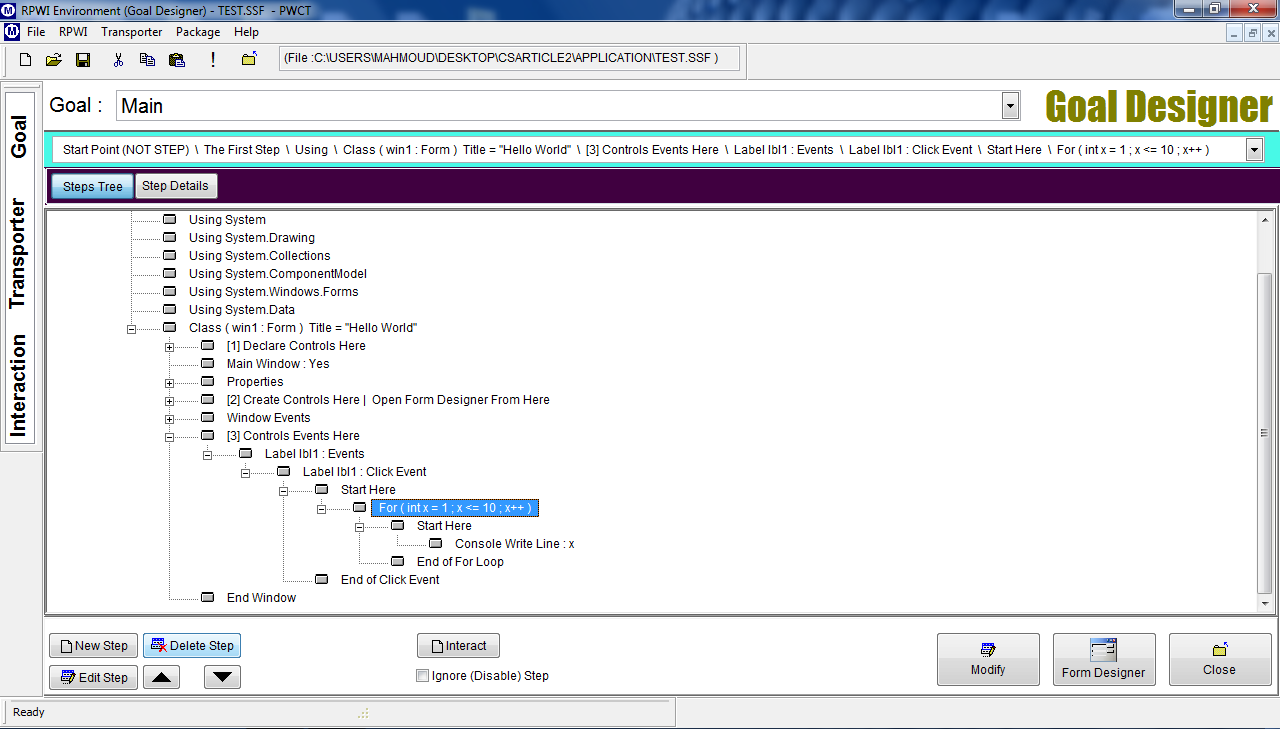 RPWI Environment (Goal Designer) - TEST.SSF - PWCT
File RPWI Transporter Package Help
(File :C:\USERS\MAHMOUD\DESKTOP\CSARTICLE2\APPLICATION\TEST.SSF )
Goal
Transporter
Interaction
Goal : Main
Goal Designer
Start Point (NOT STEP) \ The First Step \ Using \ Class ( win1 : Form ) Title = "Hello World" \ [3] Controls Events Here \ Label lbl1 : Events \ Label lbl1 : Click Event \ Start Here \ For ( int x = 1 ; x <= 10 ; x++ )
Steps Tree Step Details
Using System
Using System.Drawing
Using System.Collections
Using System.ComponentModel
Using System.Windows.Forms
Using System.Data
Class ( win1 : Form ) Title = "Hello World"
[1] Declare Controls Here
Main Window : Yes
Properties
[2] Create Controls Here | Open Form Designer From Here
Window Events
[3] Controls Events Here
Label lbl1 : Events
Label lbl1 : Click Event
Start Here
For ( int x = 1 ; x <= 10 ; x++ )
Start Here
Console Write Line : x
End of For Loop
End of Click Event
End Window
New Step Delete Step Interact
Edit Step Ignore (Disable) Step
Modify Form Designer Close
Ready